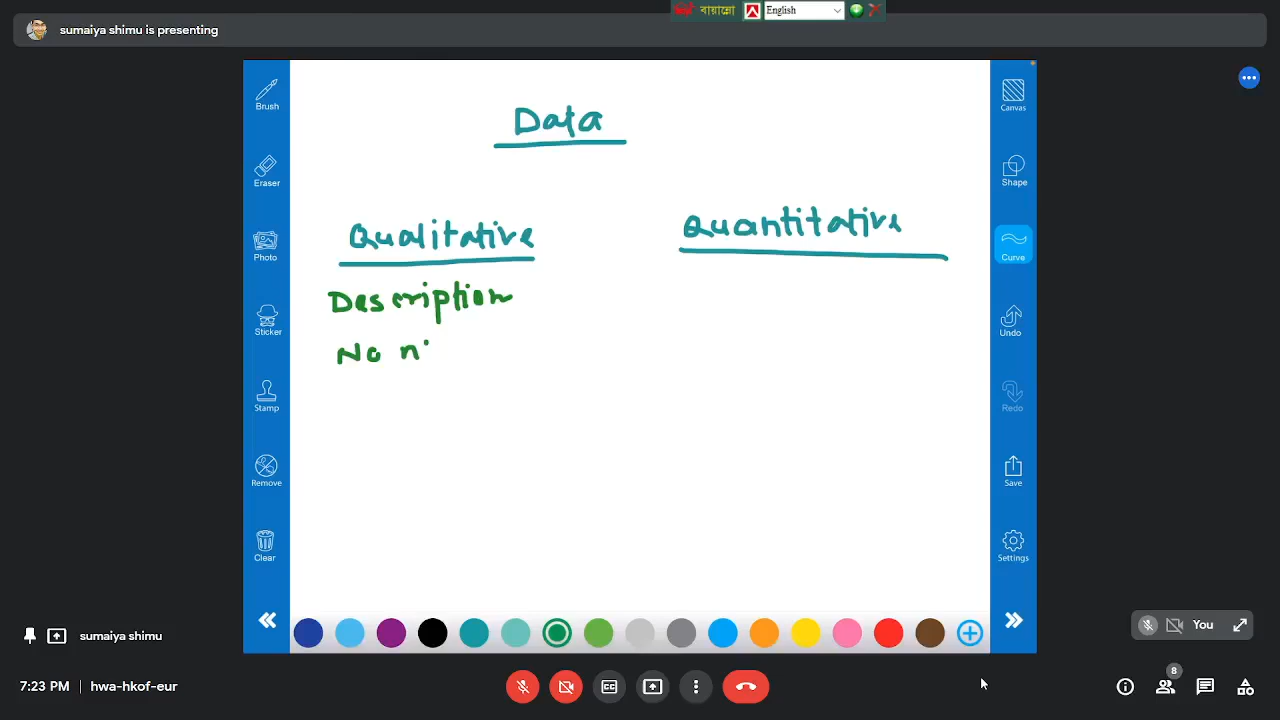 বায়ান্নো English
sumaiya shimu is presenting
Brush
Eraser
Photo
Sticker
Stamp
Remove
Clear
Data
Qualitative Quantitative
Description
No n
Canvas
Shape
Curve
Undo
Redo
Save
Settings
sumaiya shimu
You
7:23 PM | hwa-hkof-eur
8